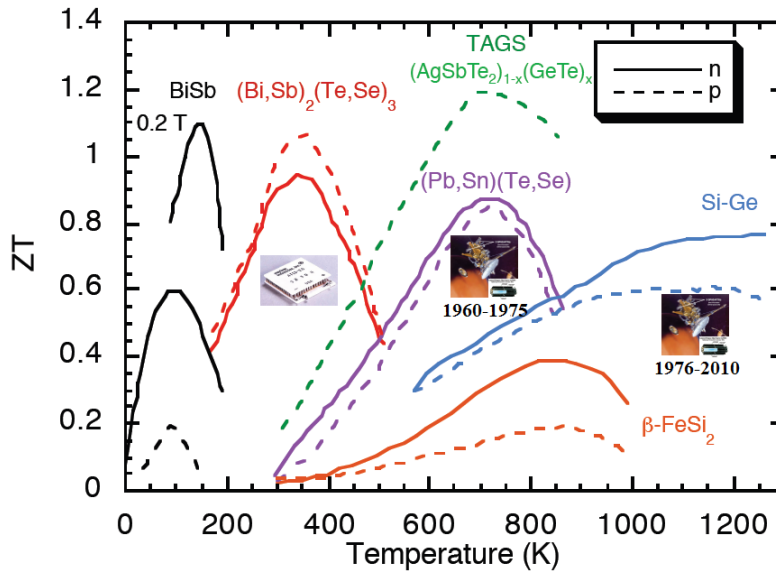 1.4
1.2
1
0.8
0.6
0.4
0.2
0
ZT
0 200 400 600 800 1000 1200
Temperature (K)
BiSb
0.2 T
(Bi,Sb)₂(Te,Se)₃
TAGS
(AgSbTe₂)₁₋ₓ(GeTe)ₓ
n
p
(Pb,Sn)(Te,Se)
Si-Ge
1960-1975
1976-2010
β-FeSi₂